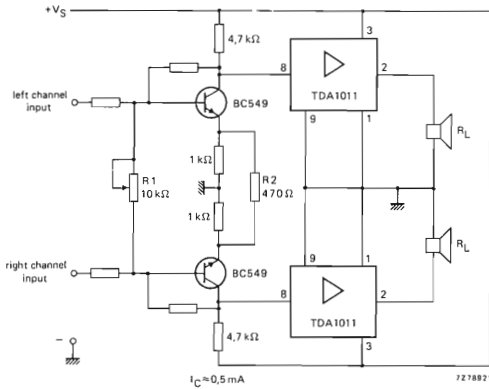 +VS
4,7 kΩ
3
8
2
TDA1011
left channel
input
BC549
9
1
RL
1 kΩ
R1
10 kΩ
R2
470 Ω
1 kΩ
RL
right channel
input
BC549
9
1
8
2
TDA1011
4,7 kΩ
3
−
IC≈0,5 mA